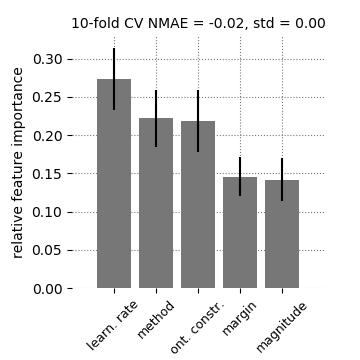 10-fold CV NMAE = -0.02, std = 0.00
relative feature importance
0.30
0.25
0.20
0.15
0.10
0.05
0.00
learn. rate
method
ont. constr.
margin
magnitude